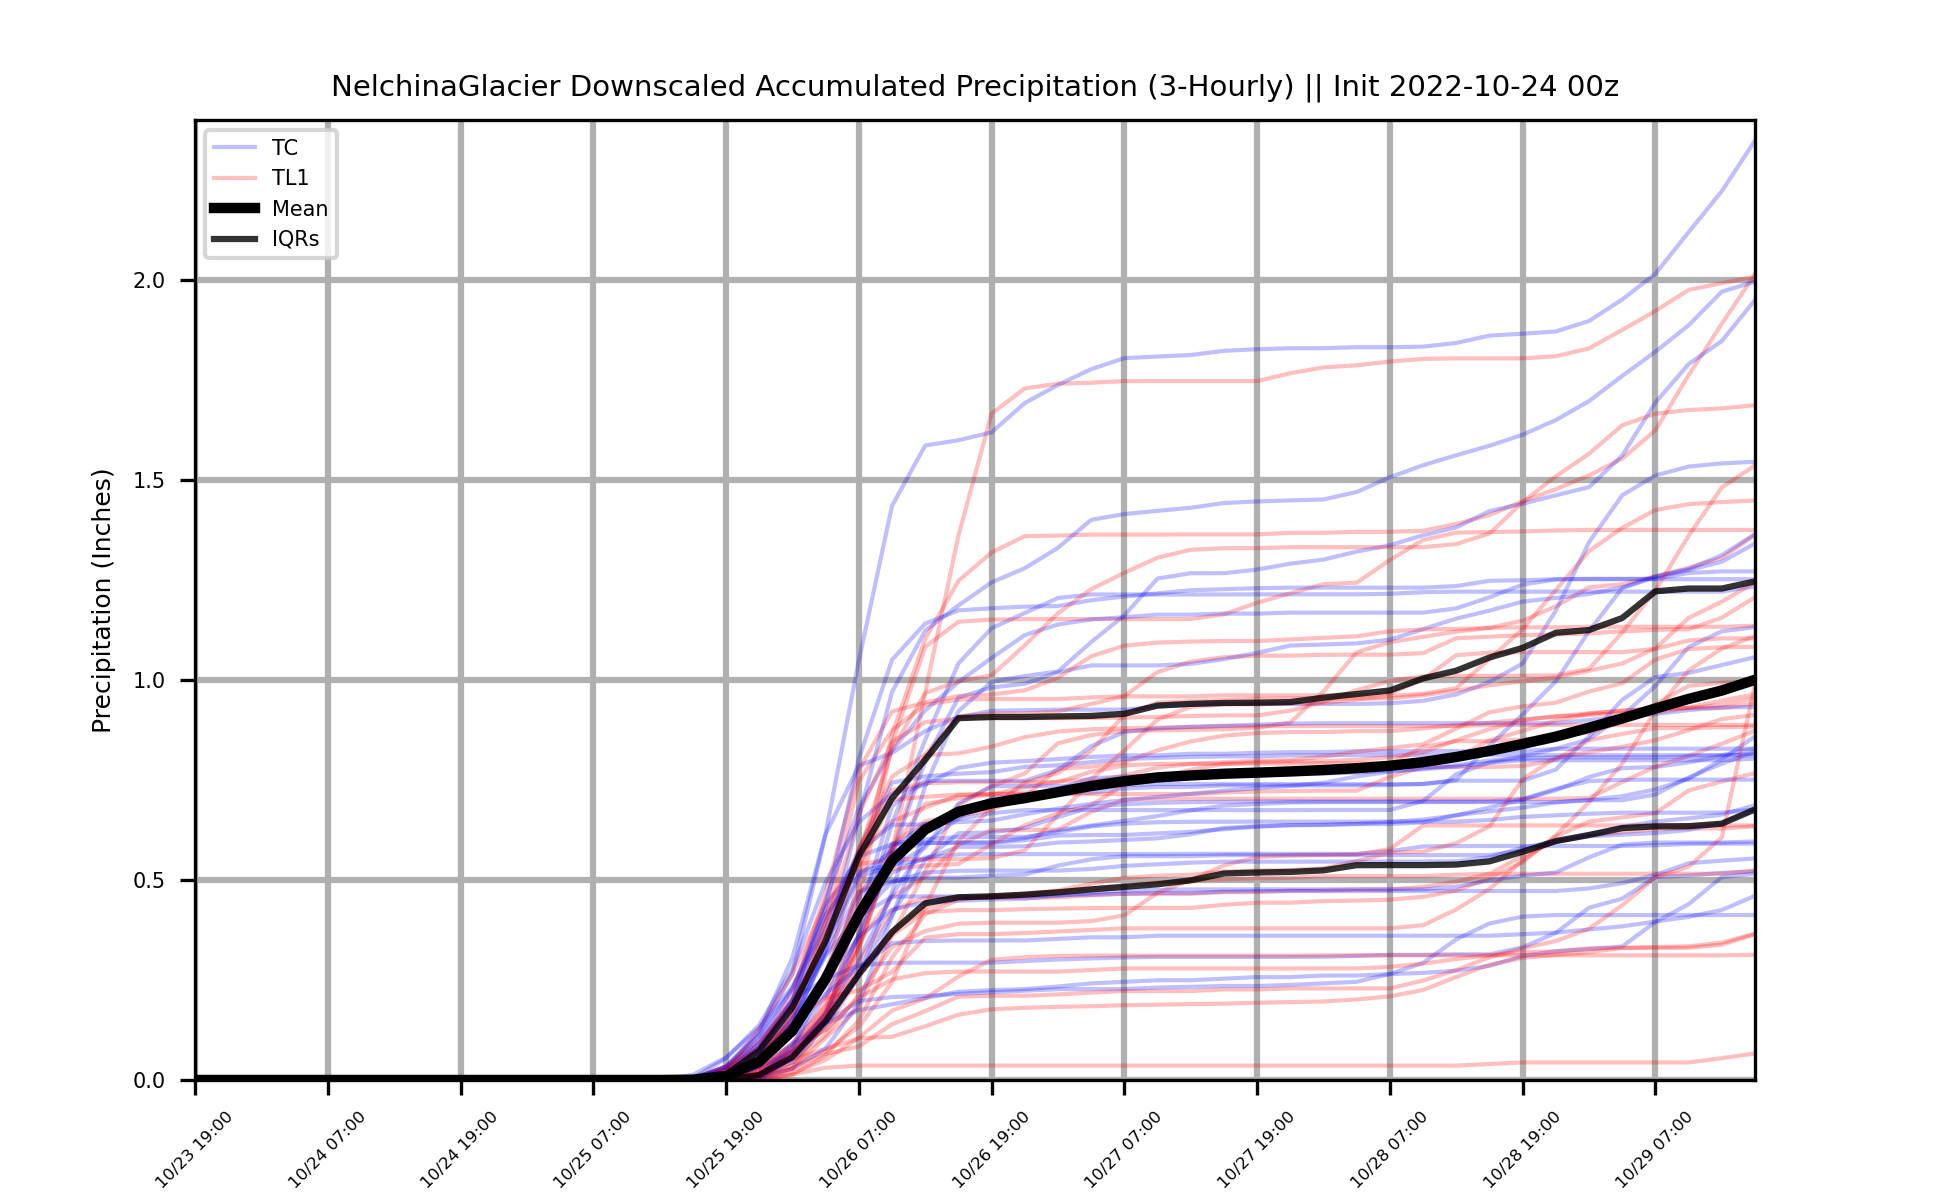 NelchinaGlacier Downscaled Accumulated Precipitation (3-Hourly) || Init 2022-10-24 00z
TC
TL1
Mean
IQRs
Precipitation (Inches)
2.0
1.5
1.0
0.5
0.0
10/23 19:00
10/24 07:00
10/24 19:00
10/25 07:00
10/25 19:00
10/26 07:00
10/26 19:00
10/27 07:00
10/27 19:00
10/28 07:00
10/28 19:00
10/29 07:00